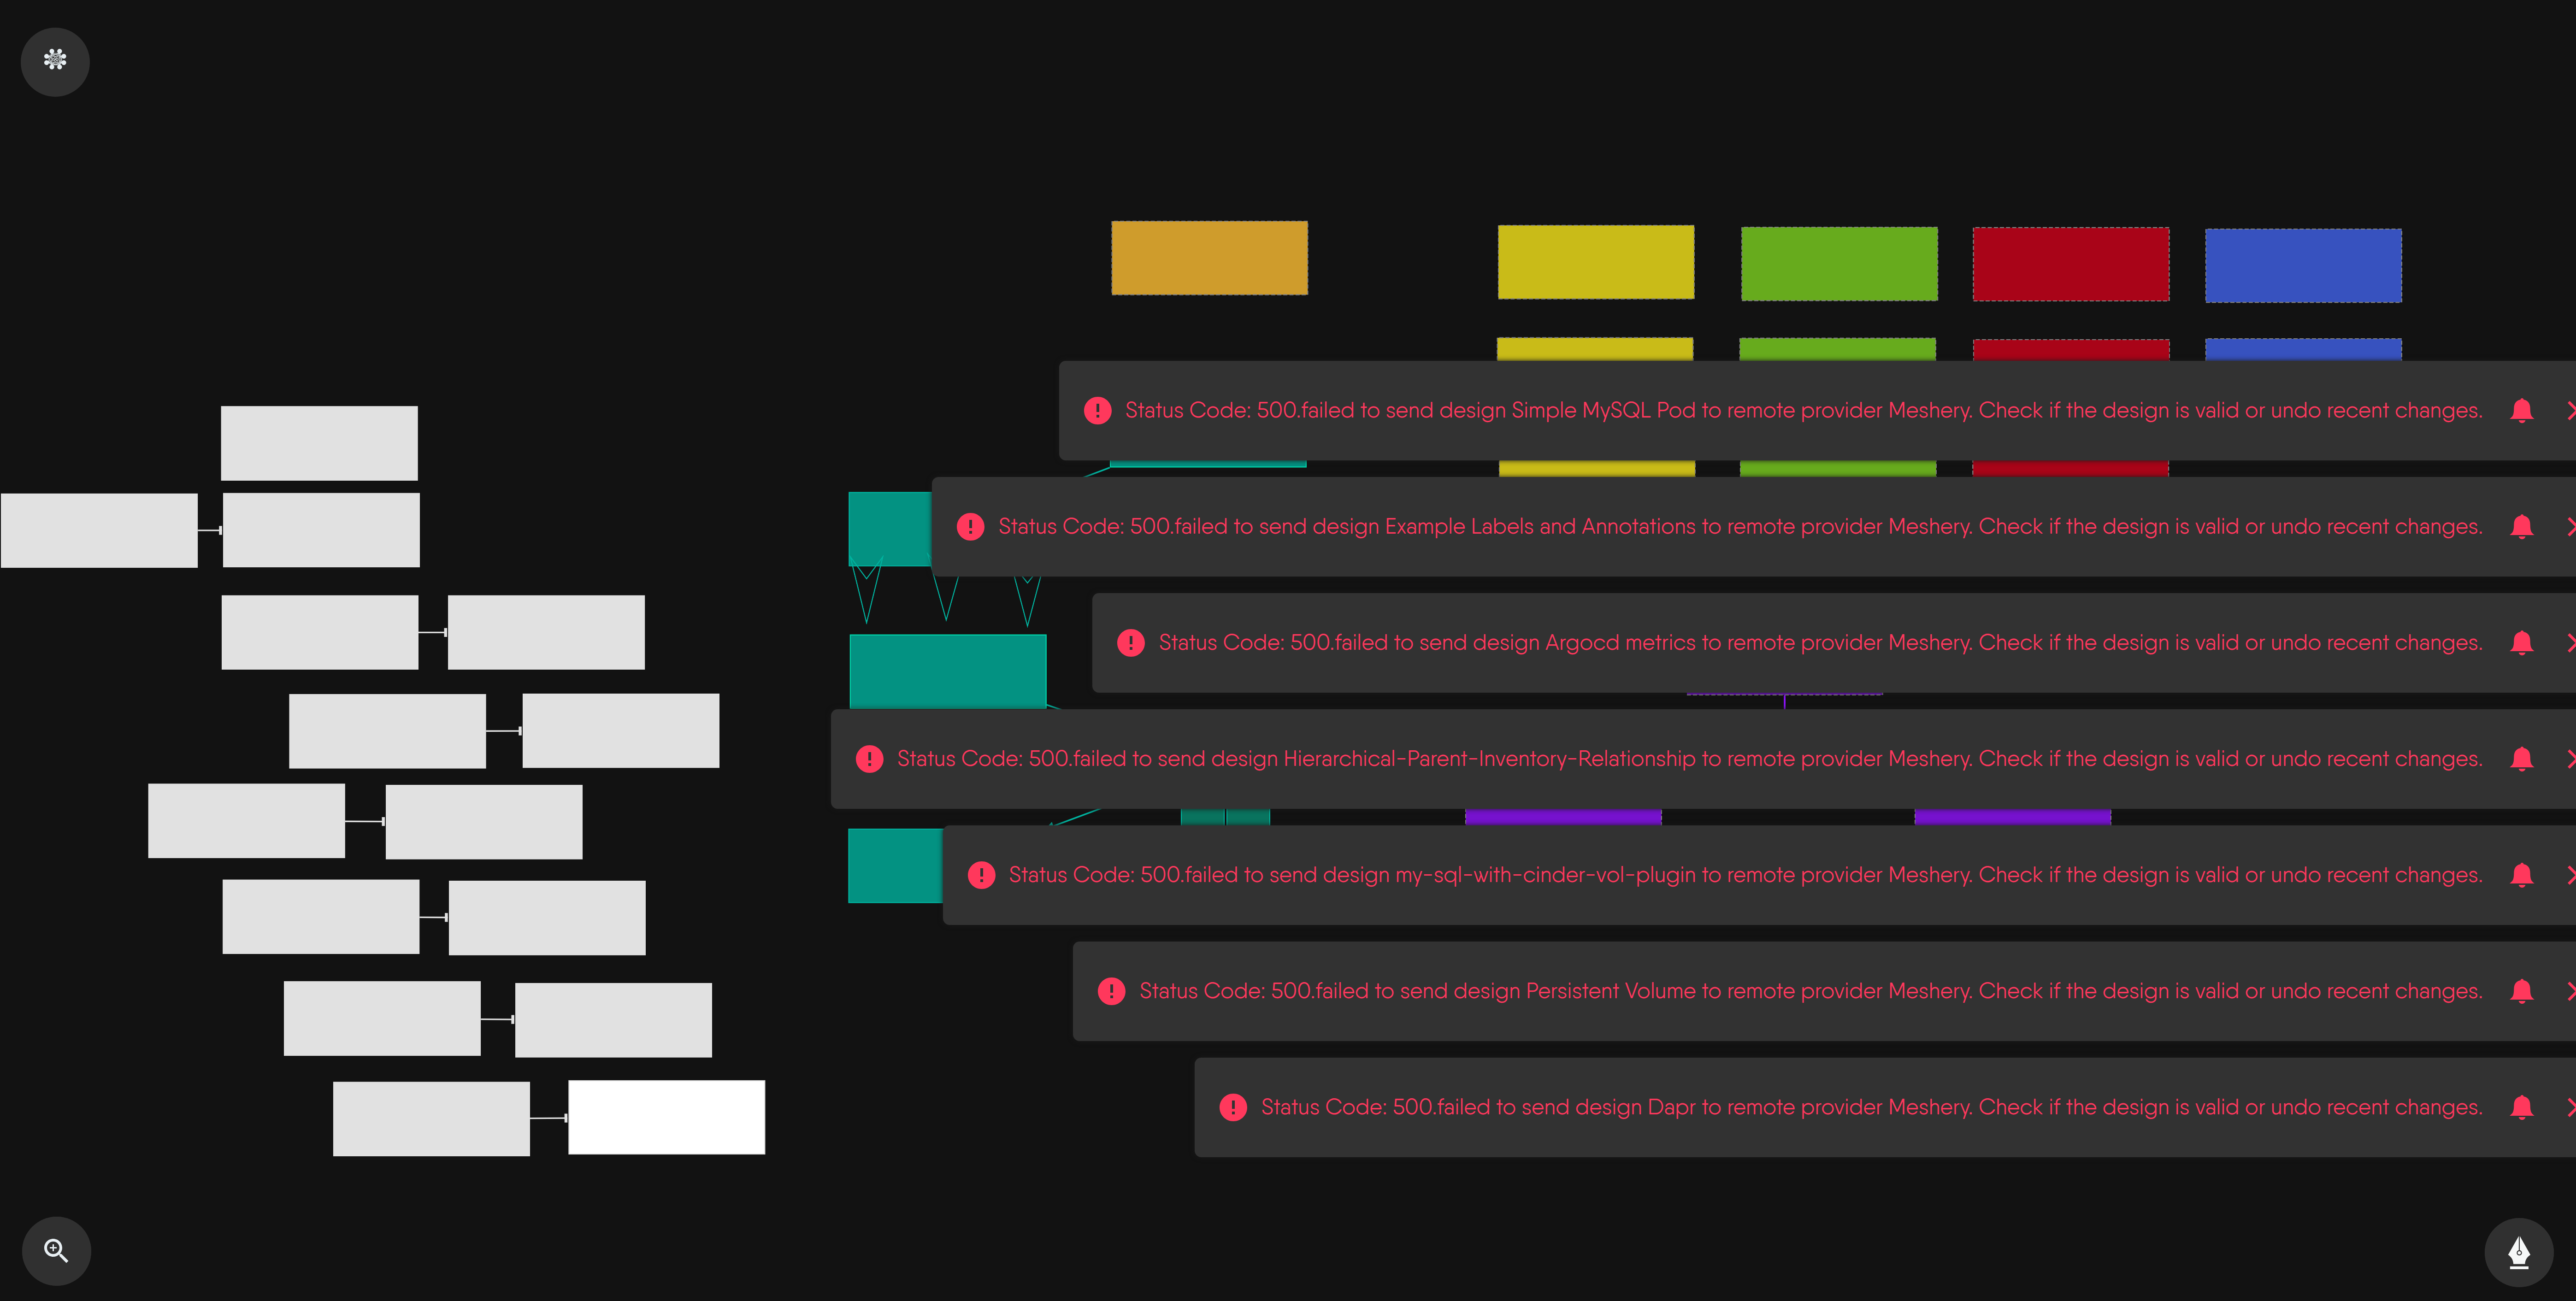 Status Code: 500.failed to send design Simple MySQL Pod to remote provider Meshery. Check if the design is valid or undo recent changes.
Status Code: 500.failed to send design Example Labels and Annotations to remote provider Meshery. Check if the design is valid or undo recent changes.
Status Code: 500.failed to send design Argocd metrics to remote provider Meshery. Check if the design is valid or undo recent changes.
Status Code: 500.failed to send design Hierarchical-Parent-Inventory-Relationship to remote provider Meshery. Check if the design is valid or undo recent changes.
Status Code: 500.failed to send design my-sql-with-cinder-vol-plugin to remote provider Meshery. Check if the design is valid or undo recent changes.
Status Code: 500.failed to send design Persistent Volume to remote provider Meshery. Check if the design is valid or undo recent changes.
Status Code: 500.failed to send design Dapr to remote provider Meshery. Check if the design is valid or undo recent changes.